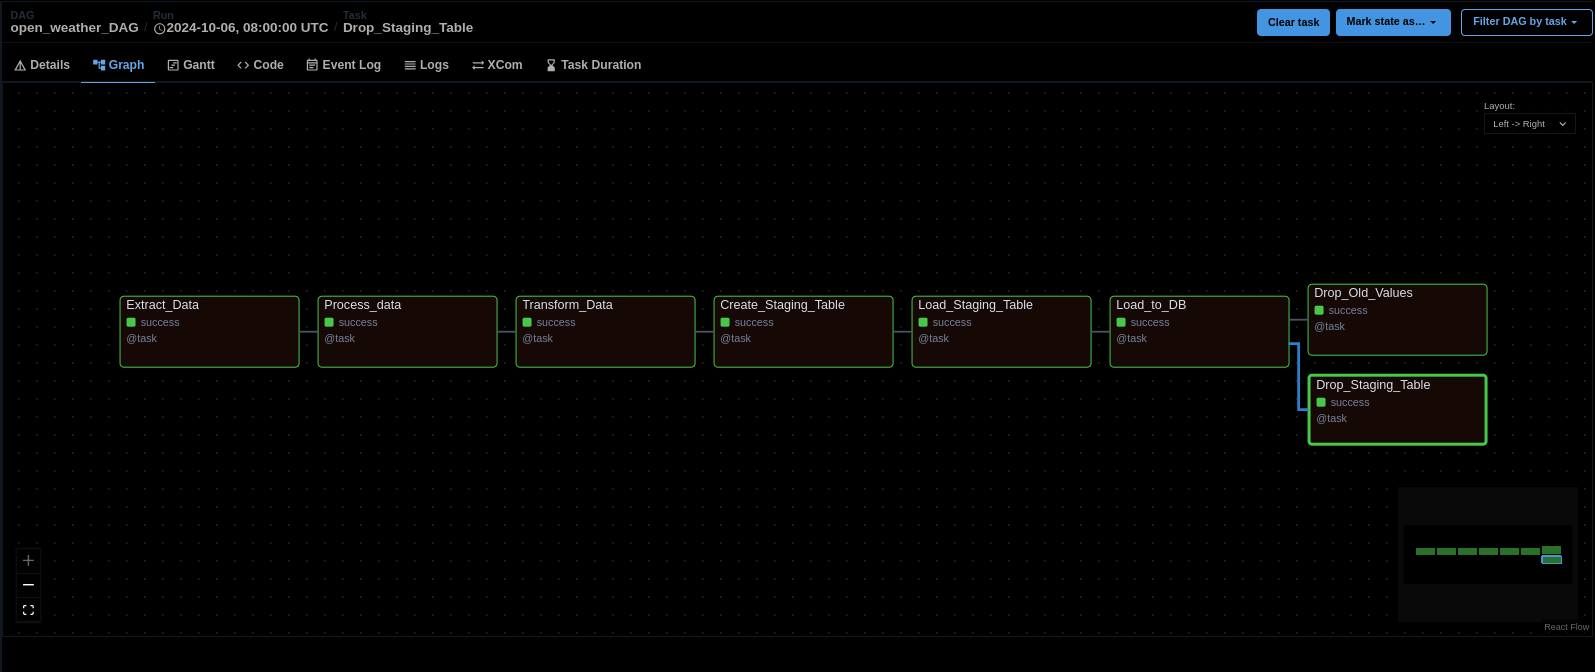 DAG Run Task
open_weather_DAG / 2024-10-06, 08:00:00 UTC / Drop_Staging_Table
Clear task Mark state as… Filter DAG by task
Details Graph Gantt Code Event Log Logs XCom Task Duration
Layout:
Left -> Right
Extract_Data
success
@task
Process_data
success
@task
Transform_Data
success
@task
Create_Staging_Table
success
@task
Load_Staging_Table
success
@task
Load_to_DB
success
@task
Drop_Old_Values
success
@task
Drop_Staging_Table
success
@task
React Flow